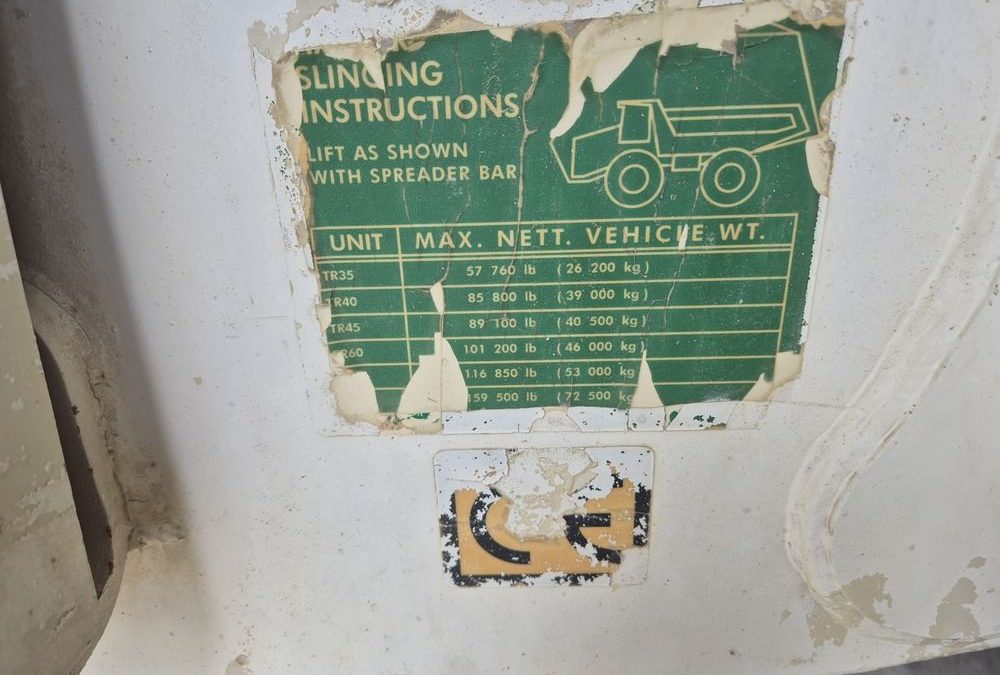 SLINGING
INSTRUCTIONS
LIFT AS SHOWN
WITH SPREADER BAR
UNIT MAX. NETT. VEHICLE WT.
TR35 57 760 lb (26 200 kg)
TR40 85 800 lb (39 000 kg)
TR45 89 100 lb (40 500 kg)
TR60 101 200 lb (46 000 kg)
116 850 lb (53 000 kg)
159 500 lb (72 500 kg
CE